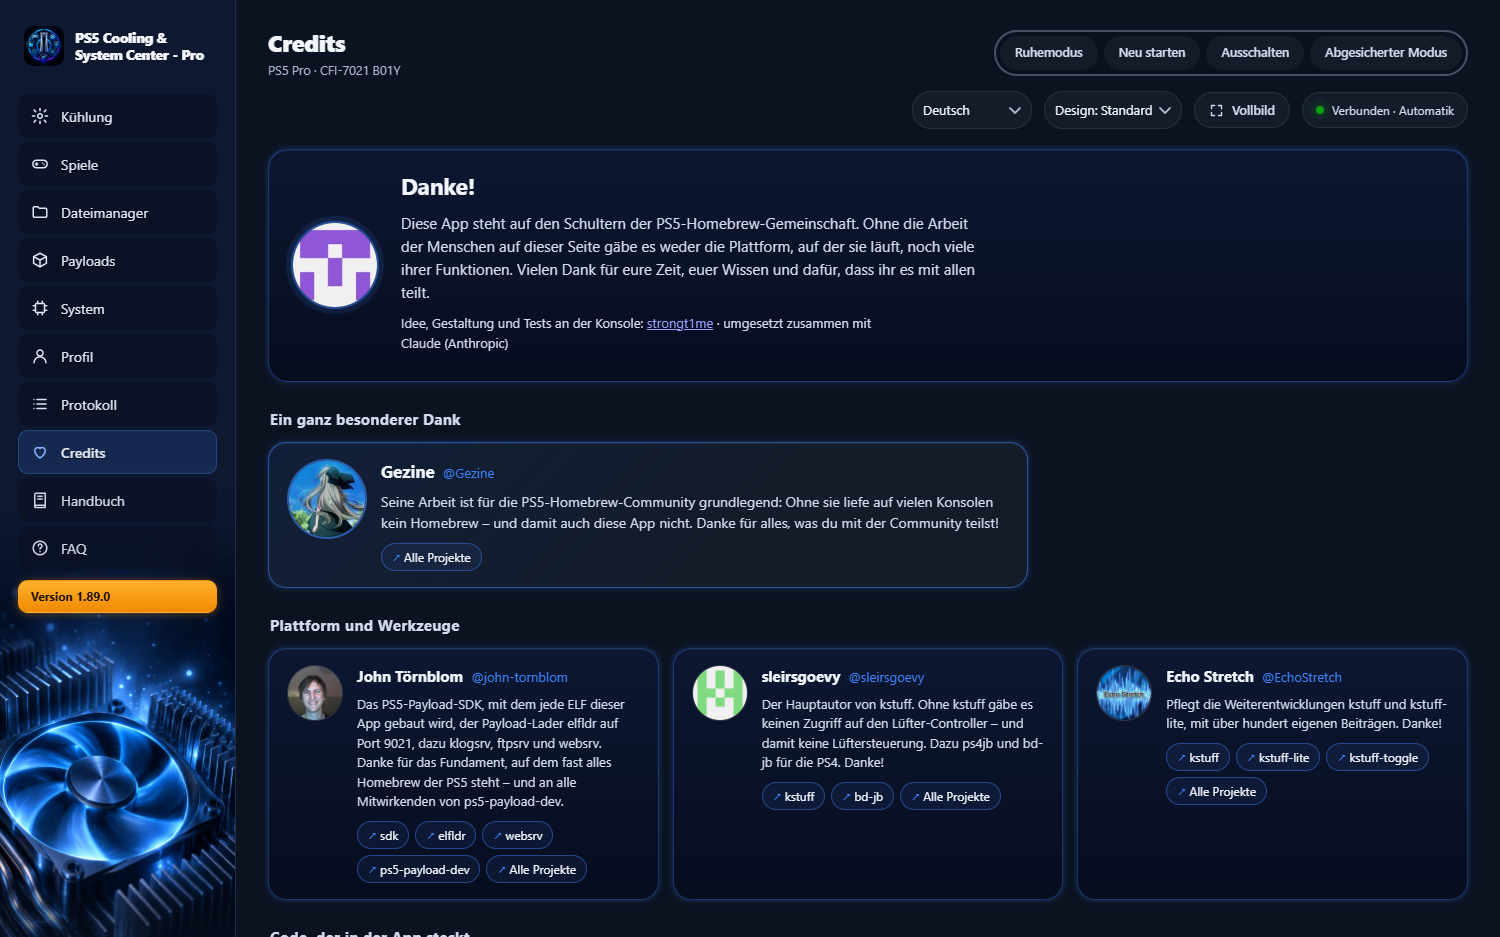 PS5 Cooling &
System Center - Pro
Kühlung
Spiele
Dateimanager
Payloads
System
Profil
Protokoll
Credits
Handbuch
FAQ
Version 1.89.0
Credits
PS5 Pro · CFI-7021 B01Y
Ruhemodus
Neu starten
Ausschalten
Abgesicherter Modus
Deutsch
Design: Standard
Vollbild
Verbunden · Automatik
Danke!
Diese App steht auf den Schultern der PS5-Homebrew-Gemeinschaft. Ohne die Arbeit
der Menschen auf dieser Seite gäbe es weder die Plattform, auf der sie läuft, noch viele
ihrer Funktionen. Vielen Dank für eure Zeit, euer Wissen und dafür, dass ihr es mit allen
teilt.
Idee, Gestaltung und Tests an der Konsole: strongt1me · umgesetzt zusammen mit
Claude (Anthropic)
Ein ganz besonderer Dank
Gezine @Gezine
Seine Arbeit ist für die PS5-Homebrew-Community grundlegend: Ohne sie liefe auf vielen Konsolen
kein Homebrew – und damit auch diese App nicht. Danke für alles, was du mit der Community teilst!
↗ Alle Projekte
Plattform und Werkzeuge
John Törnblom @john-tornblom
Das PS5-Payload-SDK, mit dem jede ELF dieser
App gebaut wird, der Payload-Lader elfldr auf
Port 9021, dazu klogsrv, ftpsrv und websrv.
Danke für das Fundament, auf dem fast alles
Homebrew der PS5 steht – und an alle
Mitwirkenden von ps5-payload-dev.
↗ sdk
↗ elfldr
↗ websrv
↗ ps5-payload-dev
↗ Alle Projekte
sleirsgoevy @sleirsgoevy
Der Hauptautor von kstuff. Ohne kstuff gäbe es
keinen Zugriff auf den Lüfter-Controller – und
damit keine Lüftersteuerung. Dazu ps4jb und bd-
jb für die PS4. Danke!
↗ kstuff
↗ bd-jb
↗ Alle Projekte
Echo Stretch
Echo Stretch @EchoStretch
Pflegt die Weiterentwicklungen kstuff und kstuff-
lite, mit über hundert eigenen Beiträgen. Danke!
↗ kstuff
↗ kstuff-lite
↗ kstuff-toggle
↗ Alle Projekte
Code, der in der App steckt